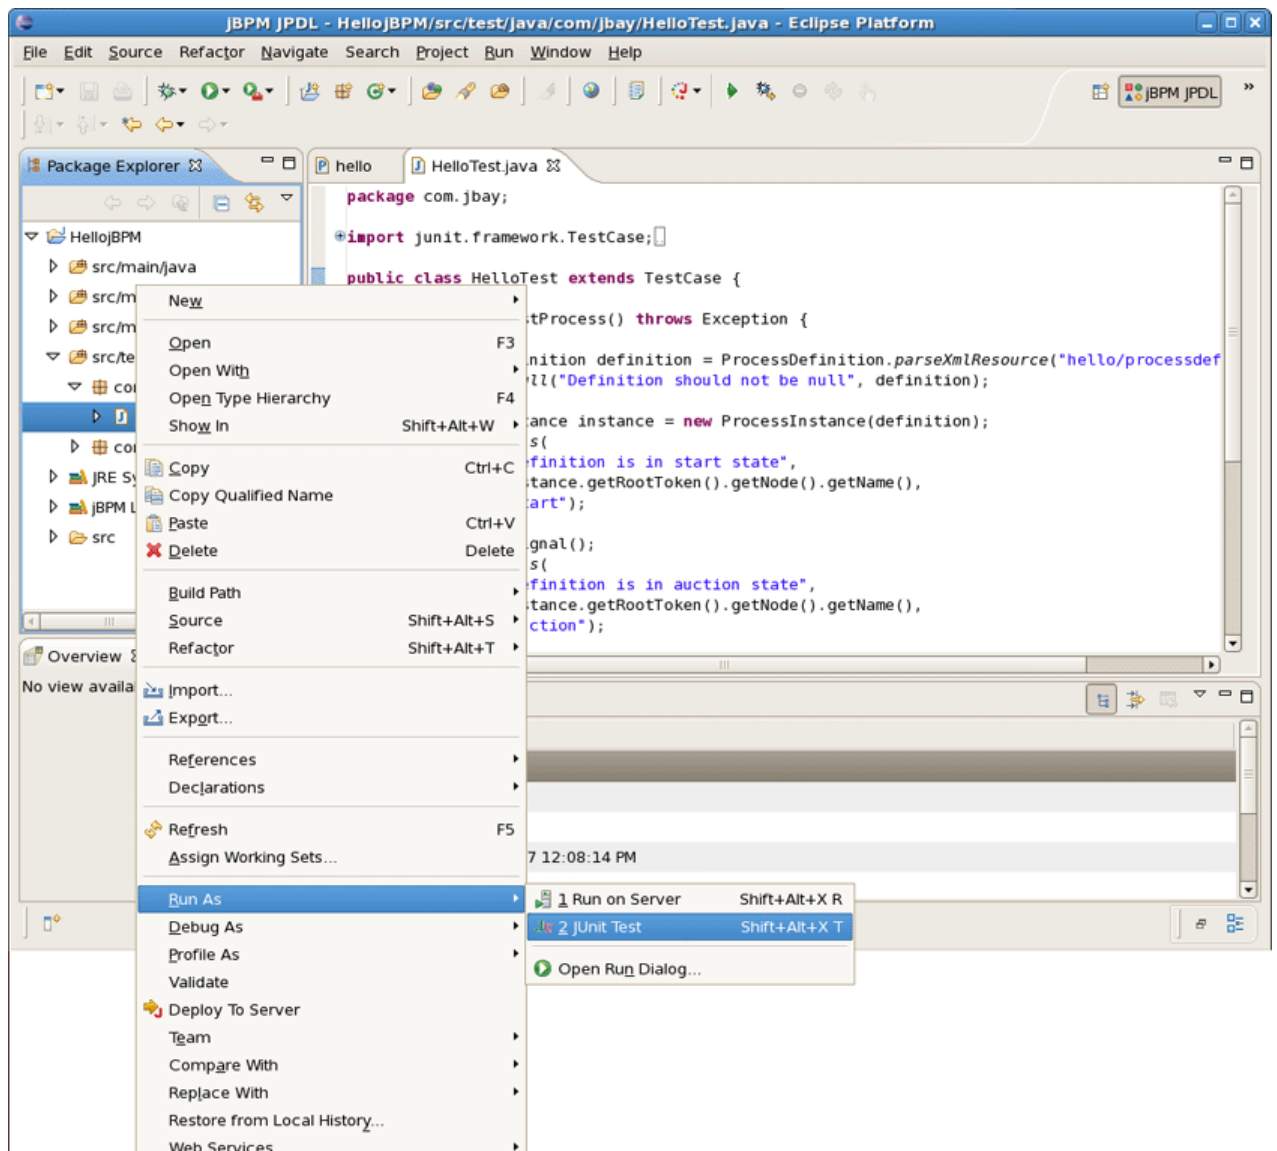 jBPM JPDL - HellojBPM/src/test/java/com/jbay/HelloTest.java - Eclipse Platform
File Edit Source Refactor Navigate Search Project Run Window Help
jBPM JPDL »
Package Explorer
hello HelloTest.java
HellojBPM
src/main/java
src/m
src/m
src/te
con
JRE Sy
jBPM L
src
package com.jbay;
import junit.framework.TestCase;
public class HelloTest extends TestCase {
stProcess() throws Exception {
inition definition = ProcessDefinition.parseXmlResource("hello/processdef
ll("Definition should not be null", definition);
ance instance = new ProcessInstance(definition);
s(
finition is in start state",
stance.getRootToken().getNode().getName(),
art");
gnal();
s(
finition is in auction state",
stance.getRootToken().getNode().getName(),
ction");
Overview
No view availa
New
Open F3
Open With
Open Type Hierarchy F4
Show In Shift+Alt+W
Copy Ctrl+C
Copy Qualified Name
Paste Ctrl+V
Delete Delete
Build Path
Source Shift+Alt+S
Refactor Shift+Alt+T
Import...
Export...
References
Declarations
Refresh F5
Assign Working Sets...
Run As
Debug As
Profile As
Validate
Deploy To Server
Team
Compare With
Replace With
Restore from Local History...
Web Services
7 12:08:14 PM
1 Run on Server Shift+Alt+X R
2 JUnit Test Shift+Alt+X T
Open Run Dialog...